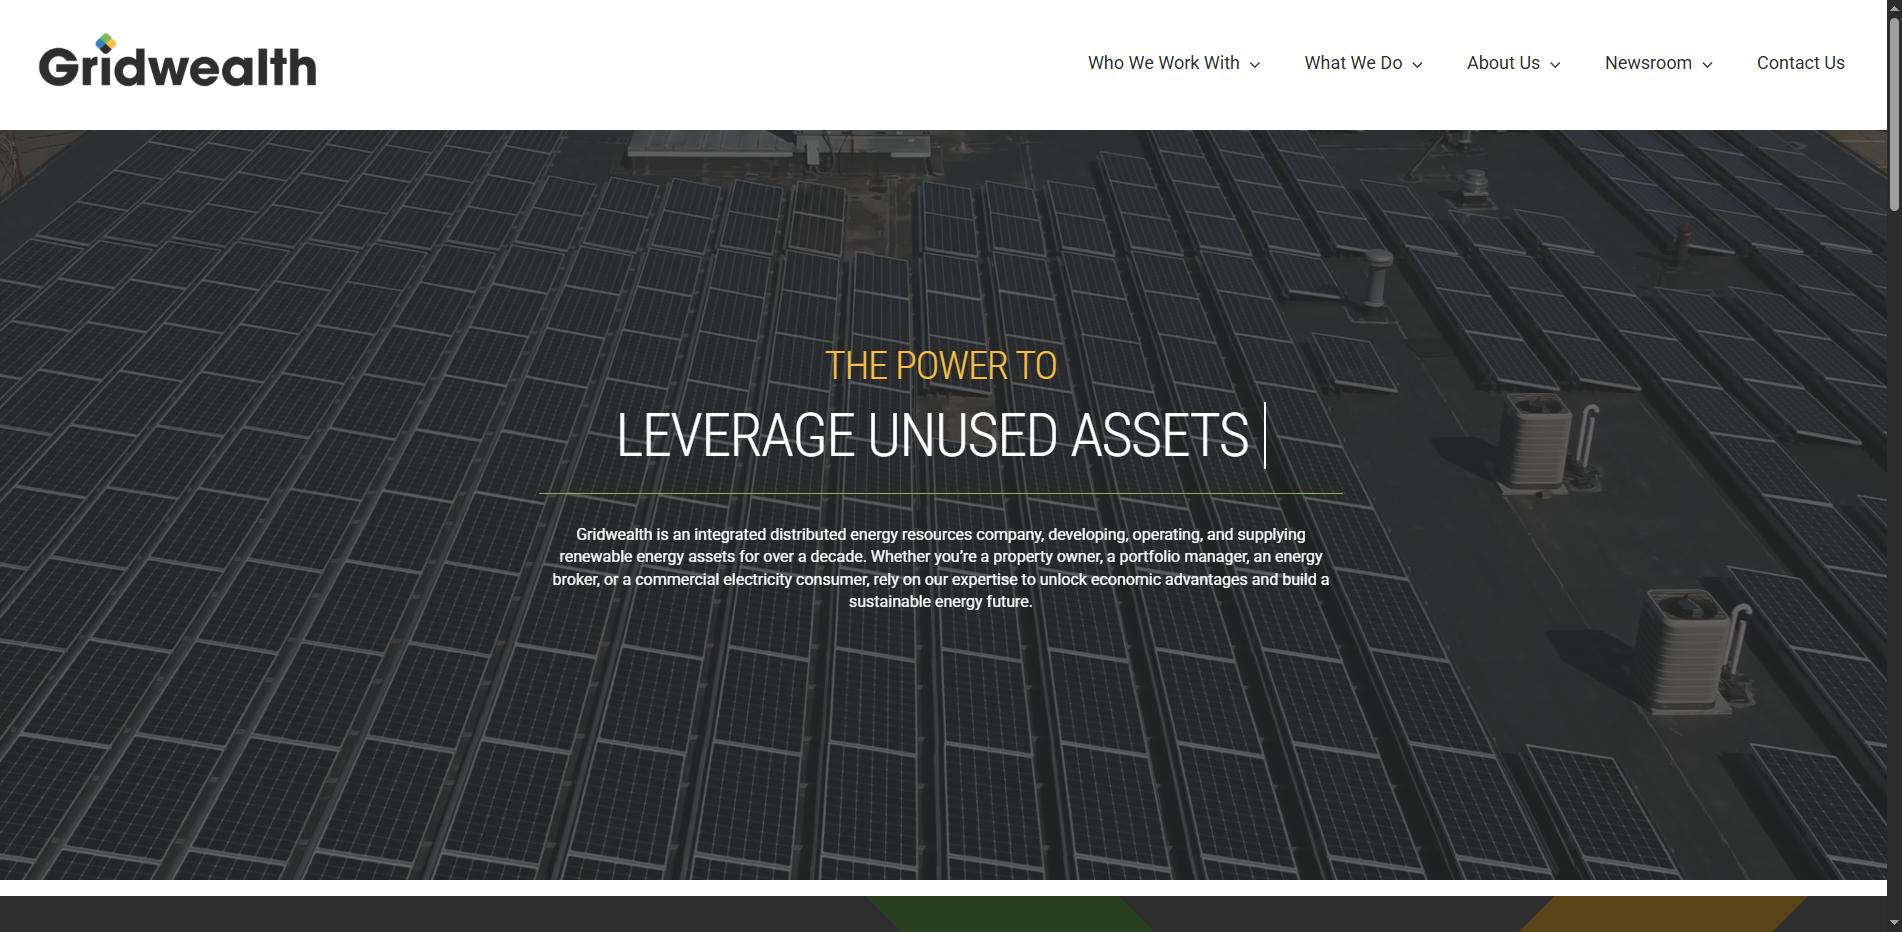 Gridwealth
Who We Work With
What We Do
About Us
Newsroom
Contact Us
THE POWER TO
LEVERAGE UNUSED ASSETS
Gridwealth is an integrated distributed energy resources company, developing, operating, and supplying
renewable energy assets for over a decade. Whether you're a property owner, a portfolio manager, an energy
broker, or a commercial electricity consumer, rely on our expertise to unlock economic advantages and build a
sustainable energy future.